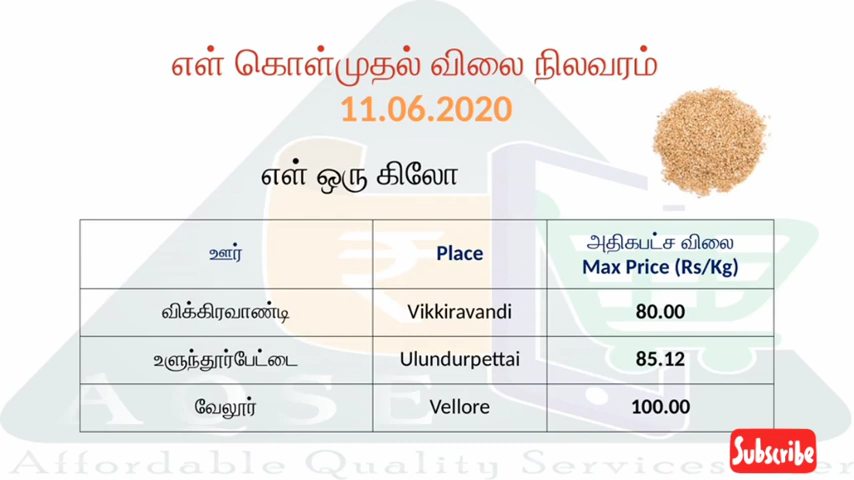 எள் கொள்முதல் விலை நிலவரம்
11.06.2020
எள் ஒரு கிலோ
ஊர் Place அதிகபட்ச விலை
Max Price (Rs/Kg)
விக்கிரவாண்டி Vikkiravandi 80.00
உளுந்தூர்பேட்டை Ulundurpettai 85.12
வேலூர் Vellore 100.00
AQSE
Subscribe
Affordable Quality Services